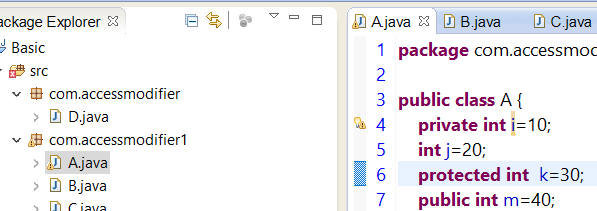 ackage Explorer
Basic
src
com.accessmodifier
D.java
com.accessmodifier1
A.java
B.java
C.java
A.java B.java C.java
1 package com.accessmod
2
3 public class A {
4 private int i=10;
5 int j=20;
6 protected int k=30;
7 public int m=40;